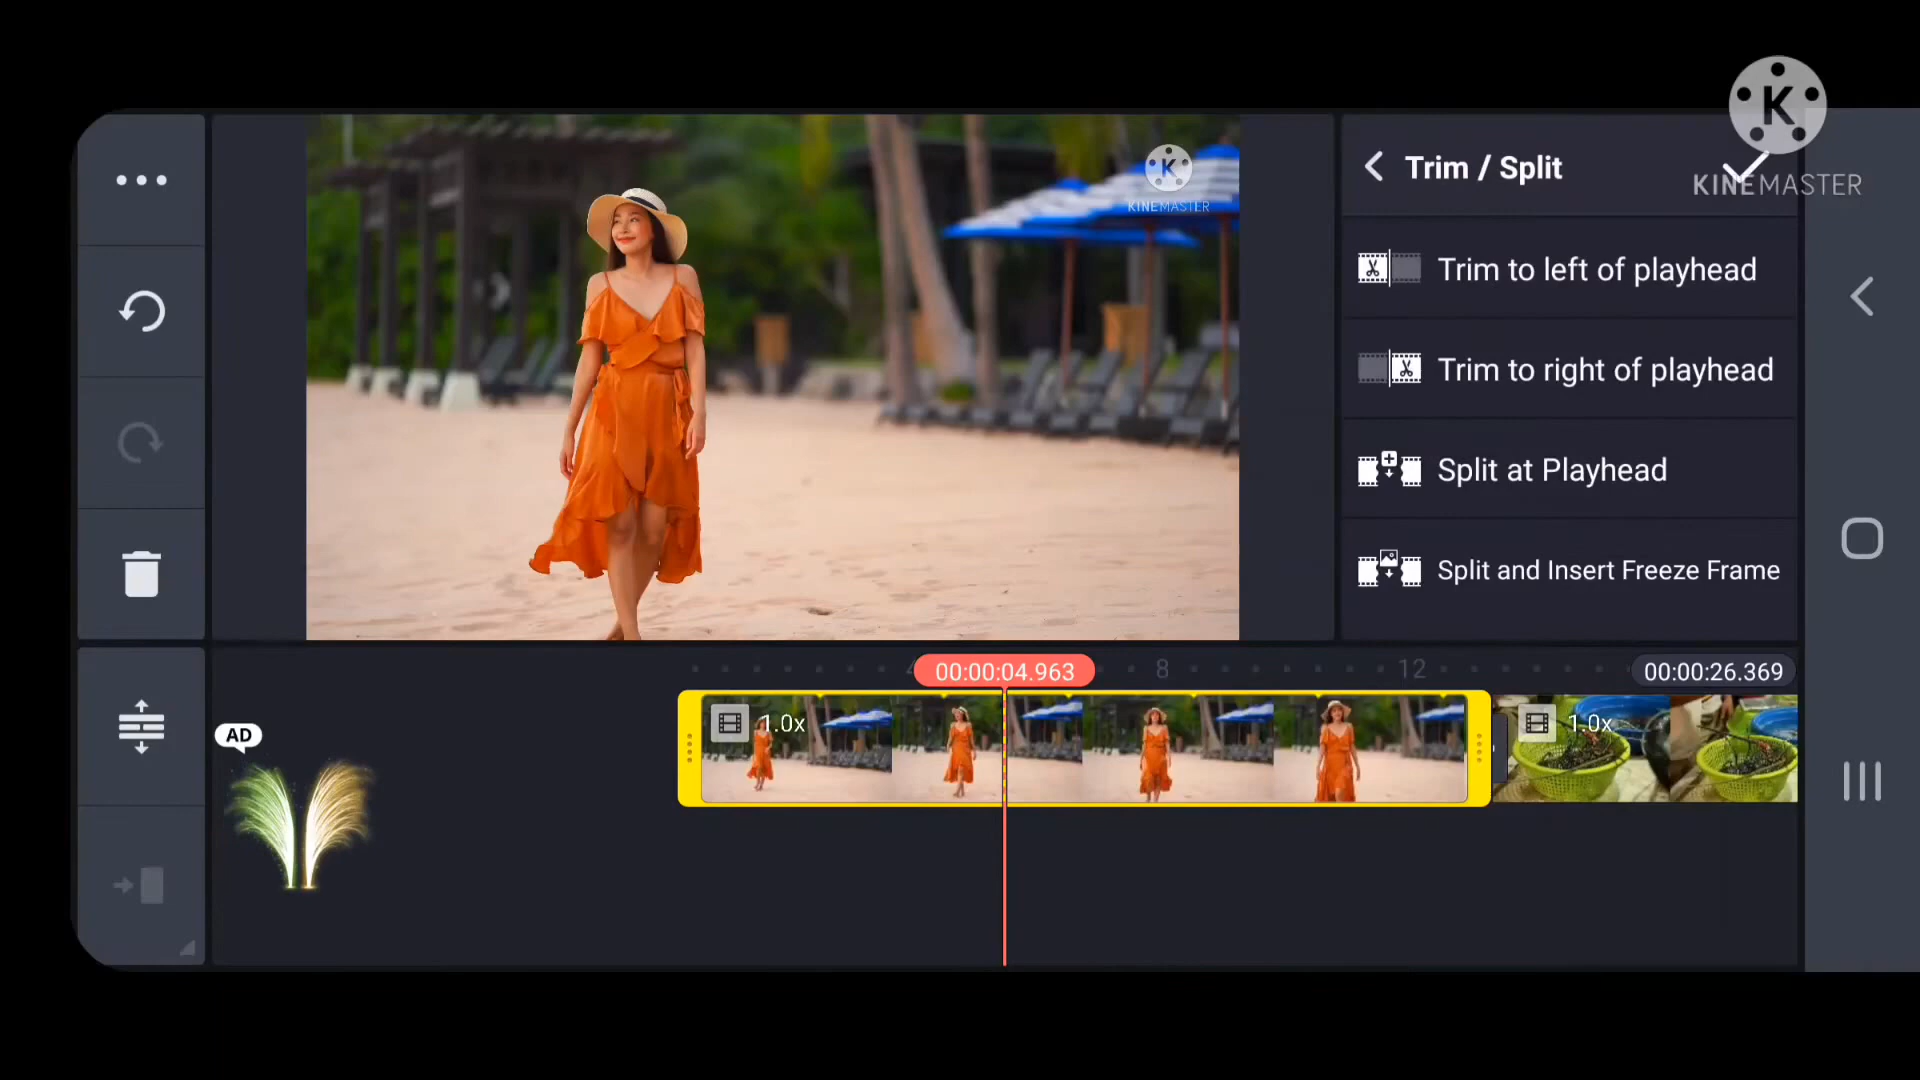 K
KINEMASTER
K
KINEMASTER
Trim / Split
Trim to left of playhead
Trim to right of playhead
Split at Playhead
Split and Insert Freeze Frame
00:00:04.963
8
12
00:00:26.369
AD
1.0x
1.0x